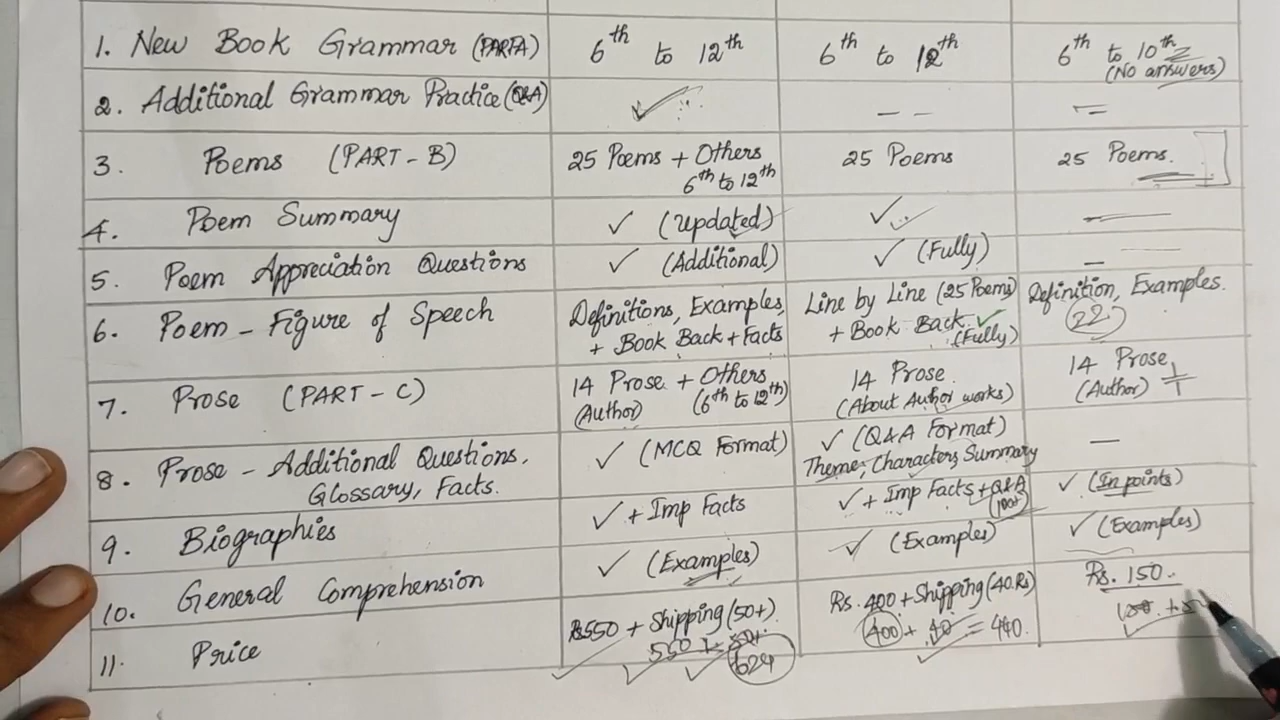 1. New Book Grammar (PART A) 6th to 12th 6th to 12th 6th to 10th
(No answers)
2. Additional Grammar Practice (Q&A) ✓ – – =
3. Poems (PART-B) 25 Poems + Others 25 Poems 25 Poems.
6th to 12th
4. Poem Summary ✓ (Updated) ✓ —
5. Poem Appreciation Questions ✓ (Additional) ✓ (Fully) –
6. Poem - Figure of Speech Definitions, Examples, Line by Line (25 Poems) Definition, Examples.
+ Book Back + Facts + Book Back ✓ (22)
(Fully)
7. Prose (PART-C) 14 Prose + Others 14 Prose. 14 Prose
(Author) (6th to 12th) (About Author works) (Author)
8. Prose - Additional Questions, ✓ (MCQ Format) ✓ (Q&A Format) —
Glossary, Facts. Theme, Characters, Summary
9. Biographies ✓ + Imp Facts ✓ + Imp Facts + Q&A ✓ (In points)
(100+)
10. General Comprehension ✓ (Examples) ✓ (Examples) ✓ (Examples)
11. Price Rs550 + Shipping (50+) Rs. 400 + Shipping (40.Rs) Rs. 150.
550 + 50+ 400 + 40 = 440.
624